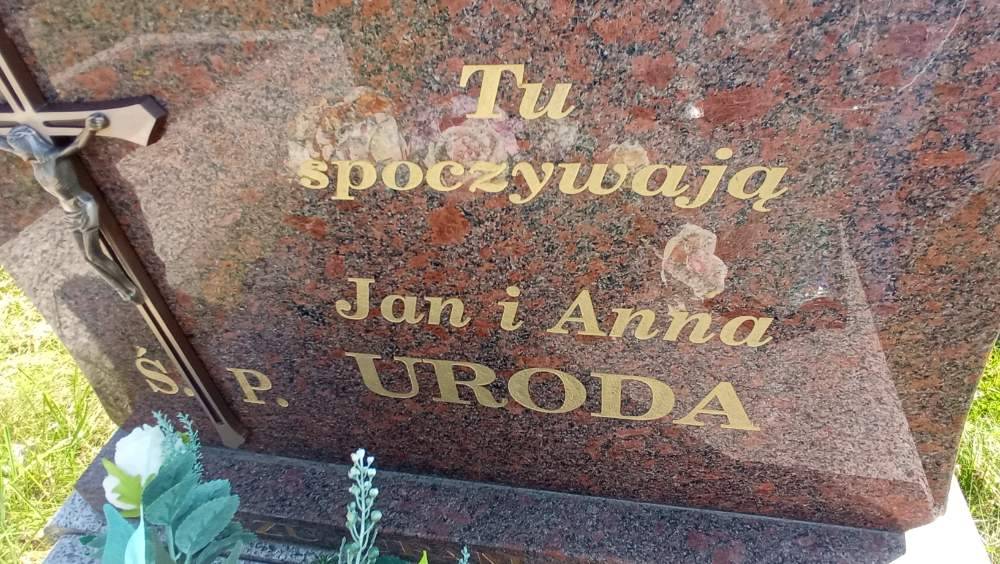 Tu
spoczywają
Jan i Anna
Ś. P. URODA